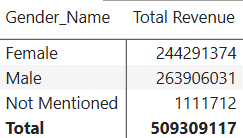 Gender_Name Total Revenue
Female 244291374
Male 263906031
Not Mentioned 1111712
Total 509309117